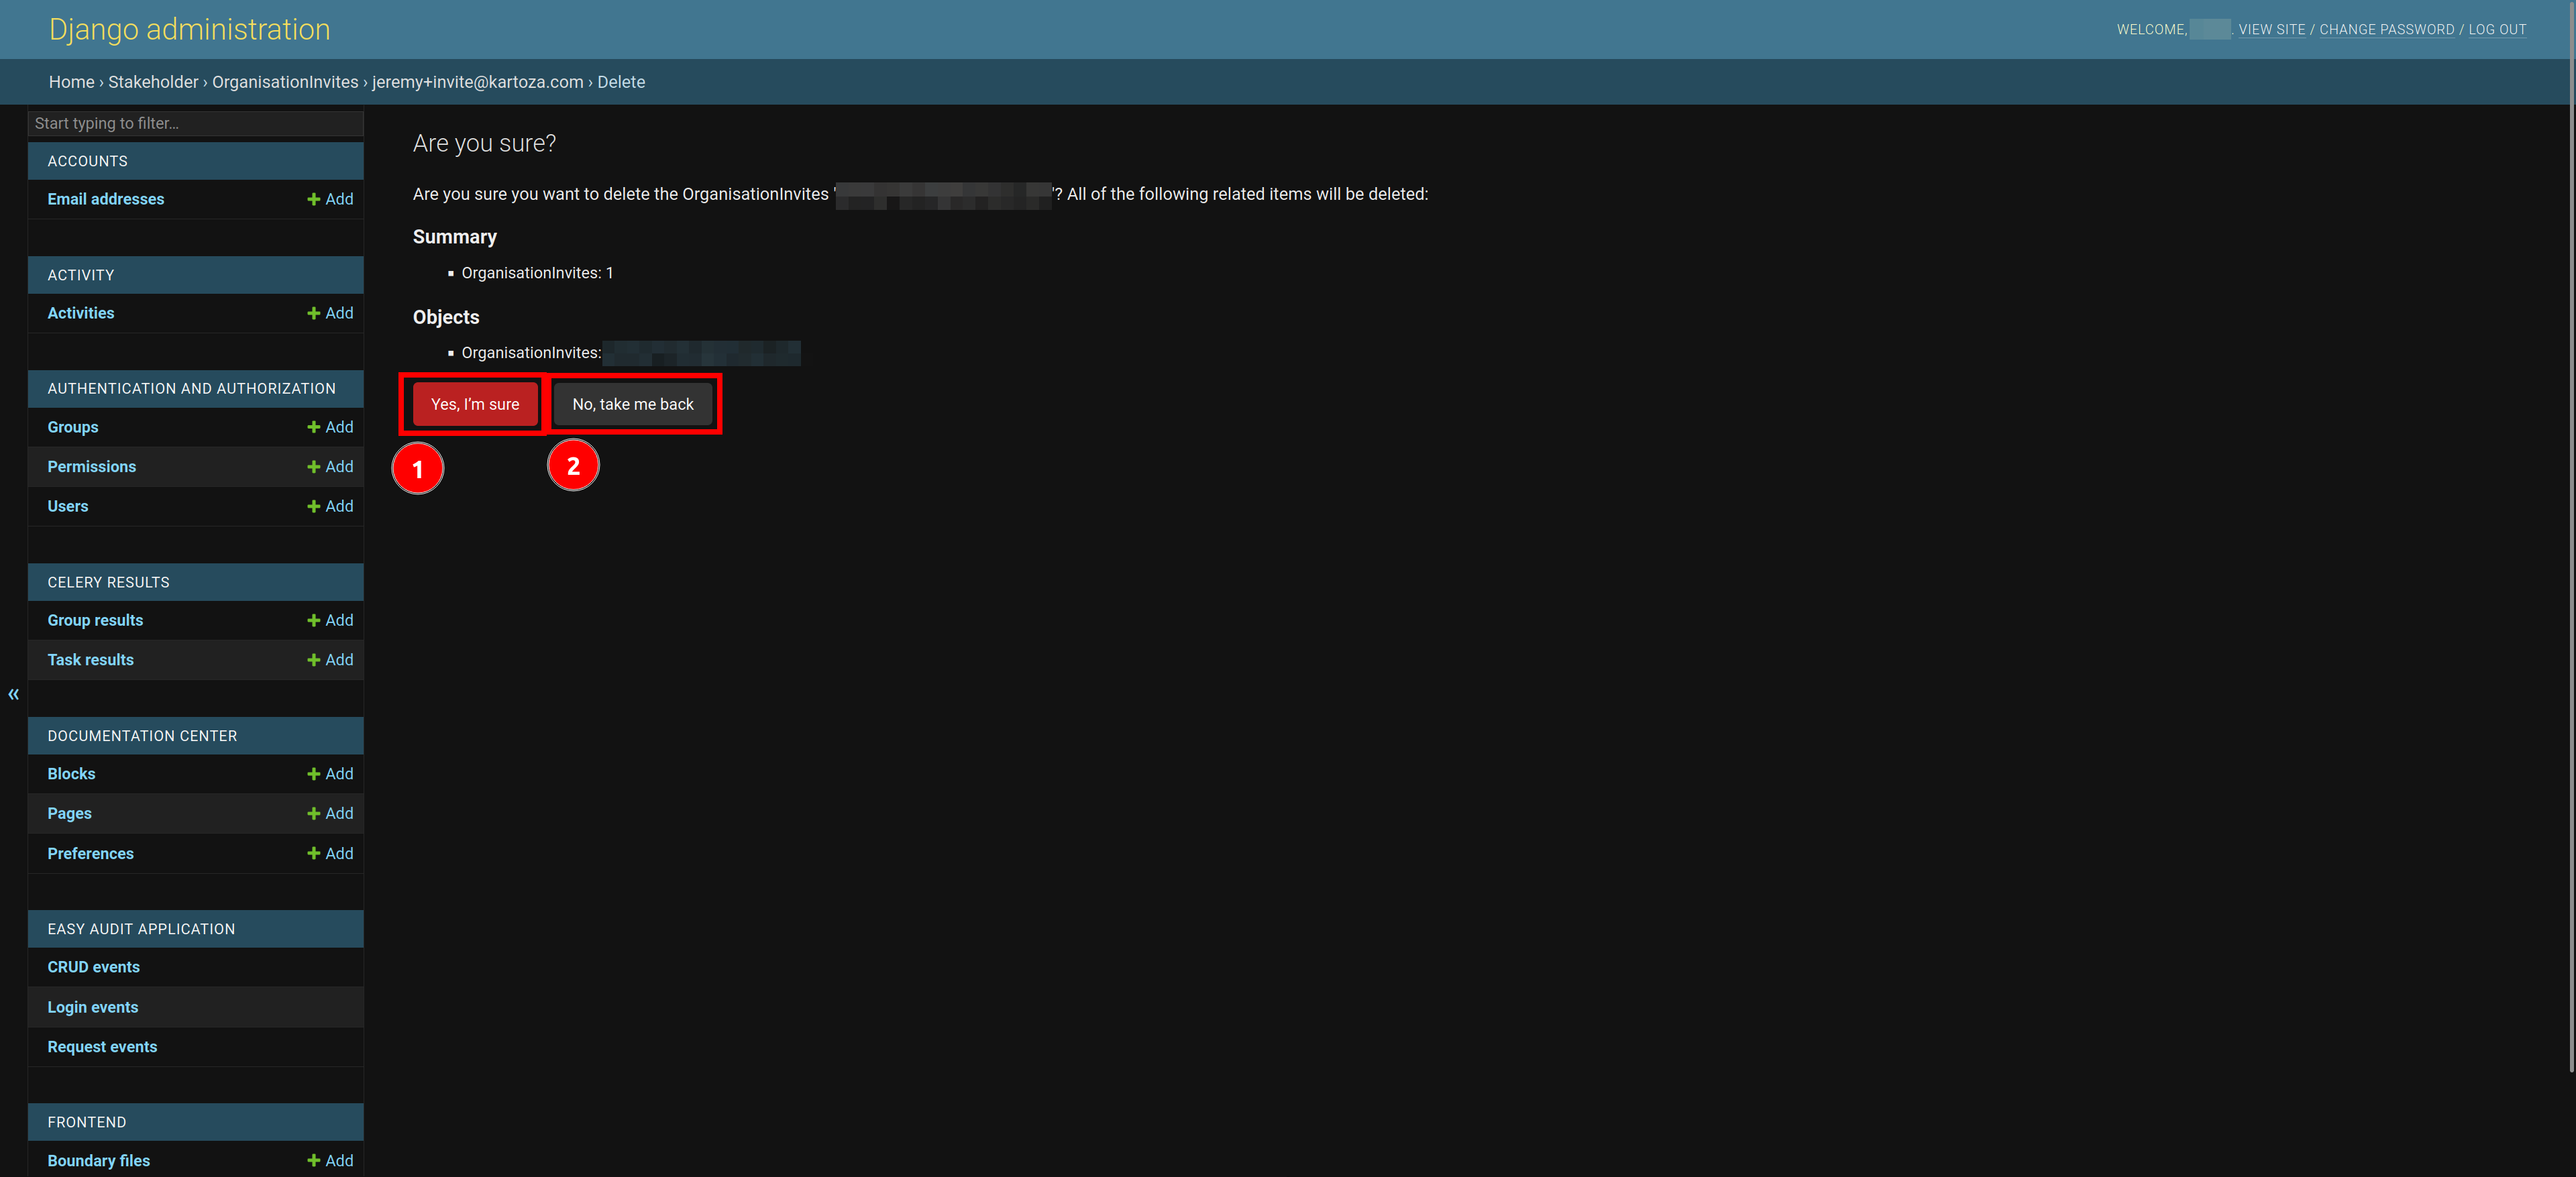 Django administration
WELCOME, . VIEW SITE / CHANGE PASSWORD / LOG OUT
Home › Stakeholder › OrganisationInvites › jeremy+invite@kartoza.com › Delete
Start typing to filter...
ACCOUNTS
Email addresses + Add
ACTIVITY
Activities + Add
AUTHENTICATION AND AUTHORIZATION
Groups + Add
Permissions + Add
Users + Add
CELERY RESULTS
Group results + Add
Task results + Add
«
DOCUMENTATION CENTER
Blocks + Add
Pages + Add
Preferences + Add
EASY AUDIT APPLICATION
CRUD events
Login events
Request events
FRONTEND
Boundary files + Add
Are you sure?
Are you sure you want to delete the OrganisationInvites ''? All of the following related items will be deleted:
Summary
OrganisationInvites: 1
Objects
OrganisationInvites:
Yes, I'm sure No, take me back
1 2